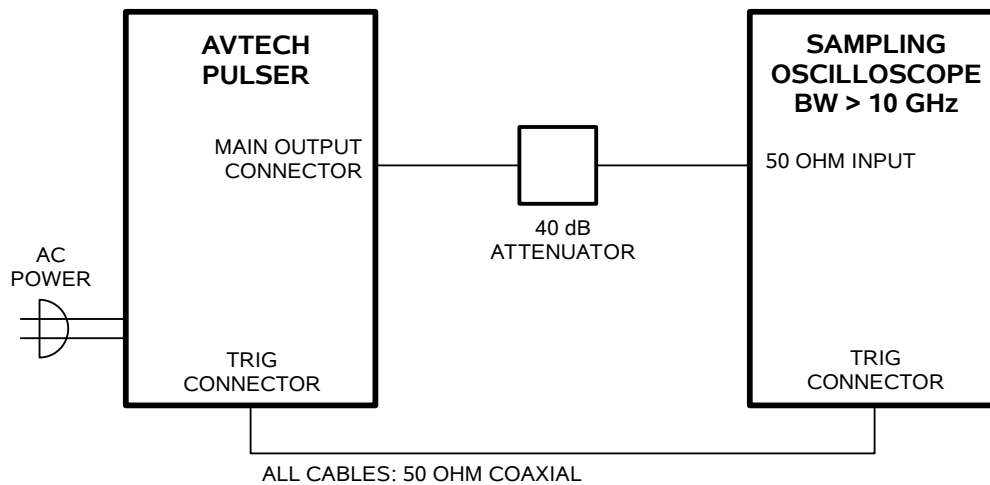 AVTECH
PULSER
SAMPLING
OSCILLOSCOPE
BW > 10 GHz
MAIN OUTPUT
CONNECTOR
50 OHM INPUT
40 dB
ATTENUATOR
AC
POWER
TRIG
CONNECTOR
TRIG
CONNECTOR
ALL CABLES: 50 OHM COAXIAL